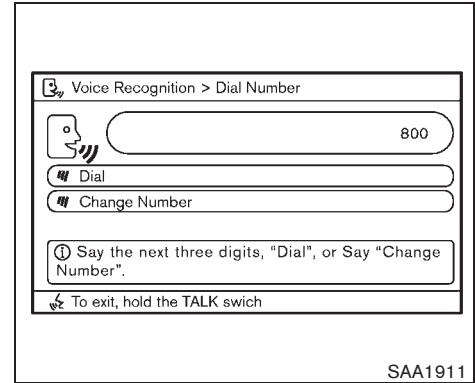 Voice Recognition > Dial Number
800
Dial
Change Number
Say the next three digits, “Dial”, or Say “Change
Number”.
To exit, hold the TALK swich
SAA1911